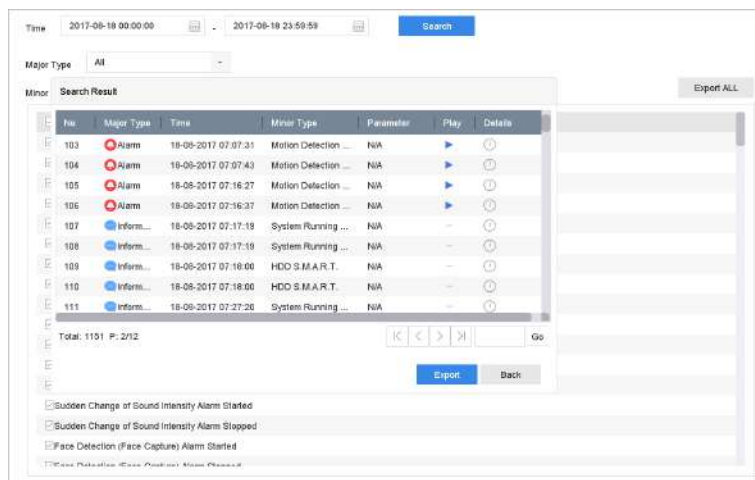 Time 2017-08-18 00:00:00 - 2017-08-18 23:59:59 Search
Major Type All
Minor
Export ALL
Search Result
No Major Type Time Minor Type Parameter Play Details
103 Alarm 18-08-2017 07:07:31 Motion Detection ... N/A
104 Alarm 18-08-2017 07:07:43 Motion Detection ... N/A
105 Alarm 18-08-2017 07:16:27 Motion Detection ... N/A
106 Alarm 18-08-2017 07:16:37 Motion Detection ... N/A
107 Inform... 18-08-2017 07:17:19 System Running ... N/A —
108 Inform... 18-08-2017 07:17:19 System Running ... N/A —
109 Inform... 18-08-2017 07:18:00 HDD S.M.A.R.T. N/A —
110 Inform... 18-08-2017 07:18:00 HDD S.M.A.R.T. N/A —
111 Inform... 18-08-2017 07:27:20 System Running ... N/A —
Total: 1151 P: 2/12 Go
Export Back
Sudden Change of Sound Intensity Alarm Started
Sudden Change of Sound Intensity Alarm Stopped
Face Detection (Face Capture) Alarm Started
Face Detection (Face Capture) Alarm Stopped